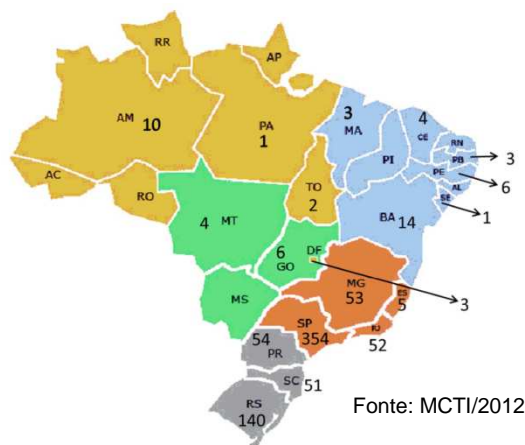 RR
AP
AM 10
PA
1
3
MA
4
CE
RN
PB
3
PI
PE
6
AL
SE
1
AC
RO
TO
2
BA 14
4 MT
6
GO
DF
3
MG
53
ES
5
MS
SP
354
RJ
52
54
PR
SC 51
RS
140
Fonte: MCTI/2012